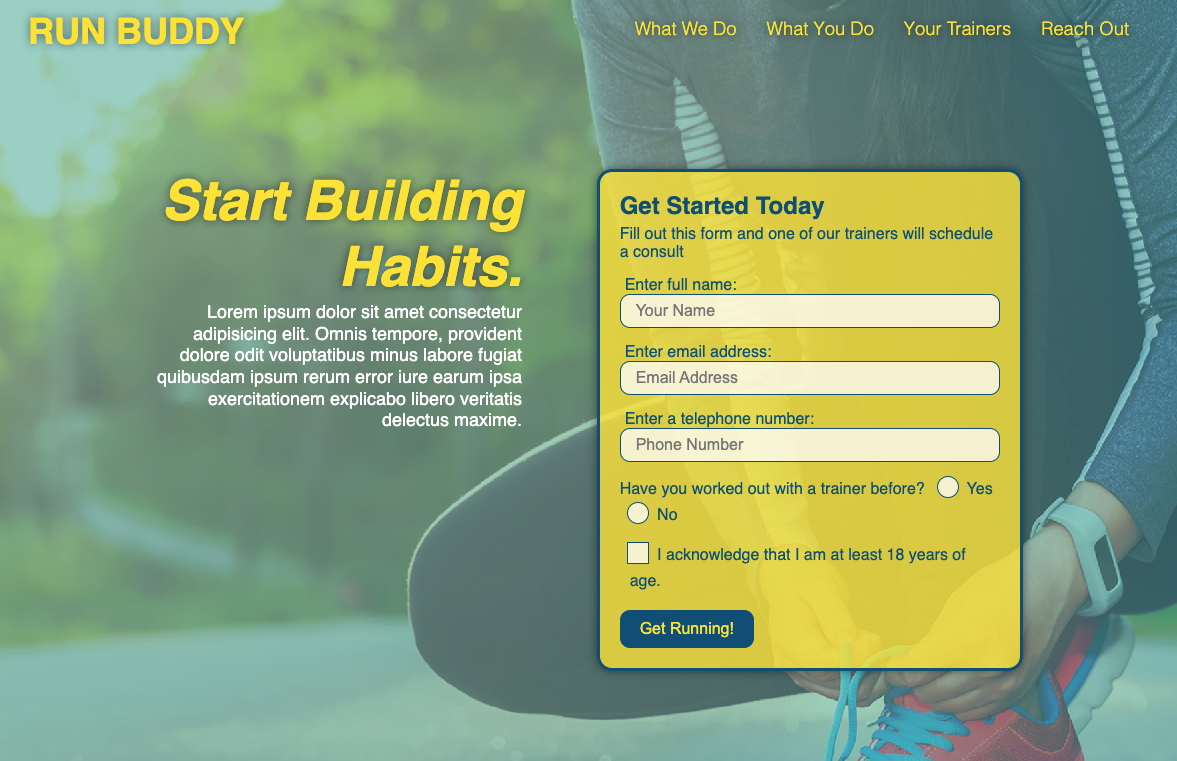 RUN BUDDY
What We Do
What You Do
Your Trainers
Reach Out
Start Building
Habits.
Lorem ipsum dolor sit amet consectetur
adipisicing elit. Omnis tempore, provident
dolore odit voluptatibus minus labore fugiat
quibusdam ipsum rerum error iure earum ipsa
exercitationem explicabo libero veritatis
delectus maxime.
Get Started Today
Fill out this form and one of our trainers will schedule
a consult
Enter full name:
Your Name
Enter email address:
Email Address
Enter a telephone number:
Phone Number
Have you worked out with a trainer before? Yes
No
I acknowledge that I am at least 18 years of
age.
Get Running!